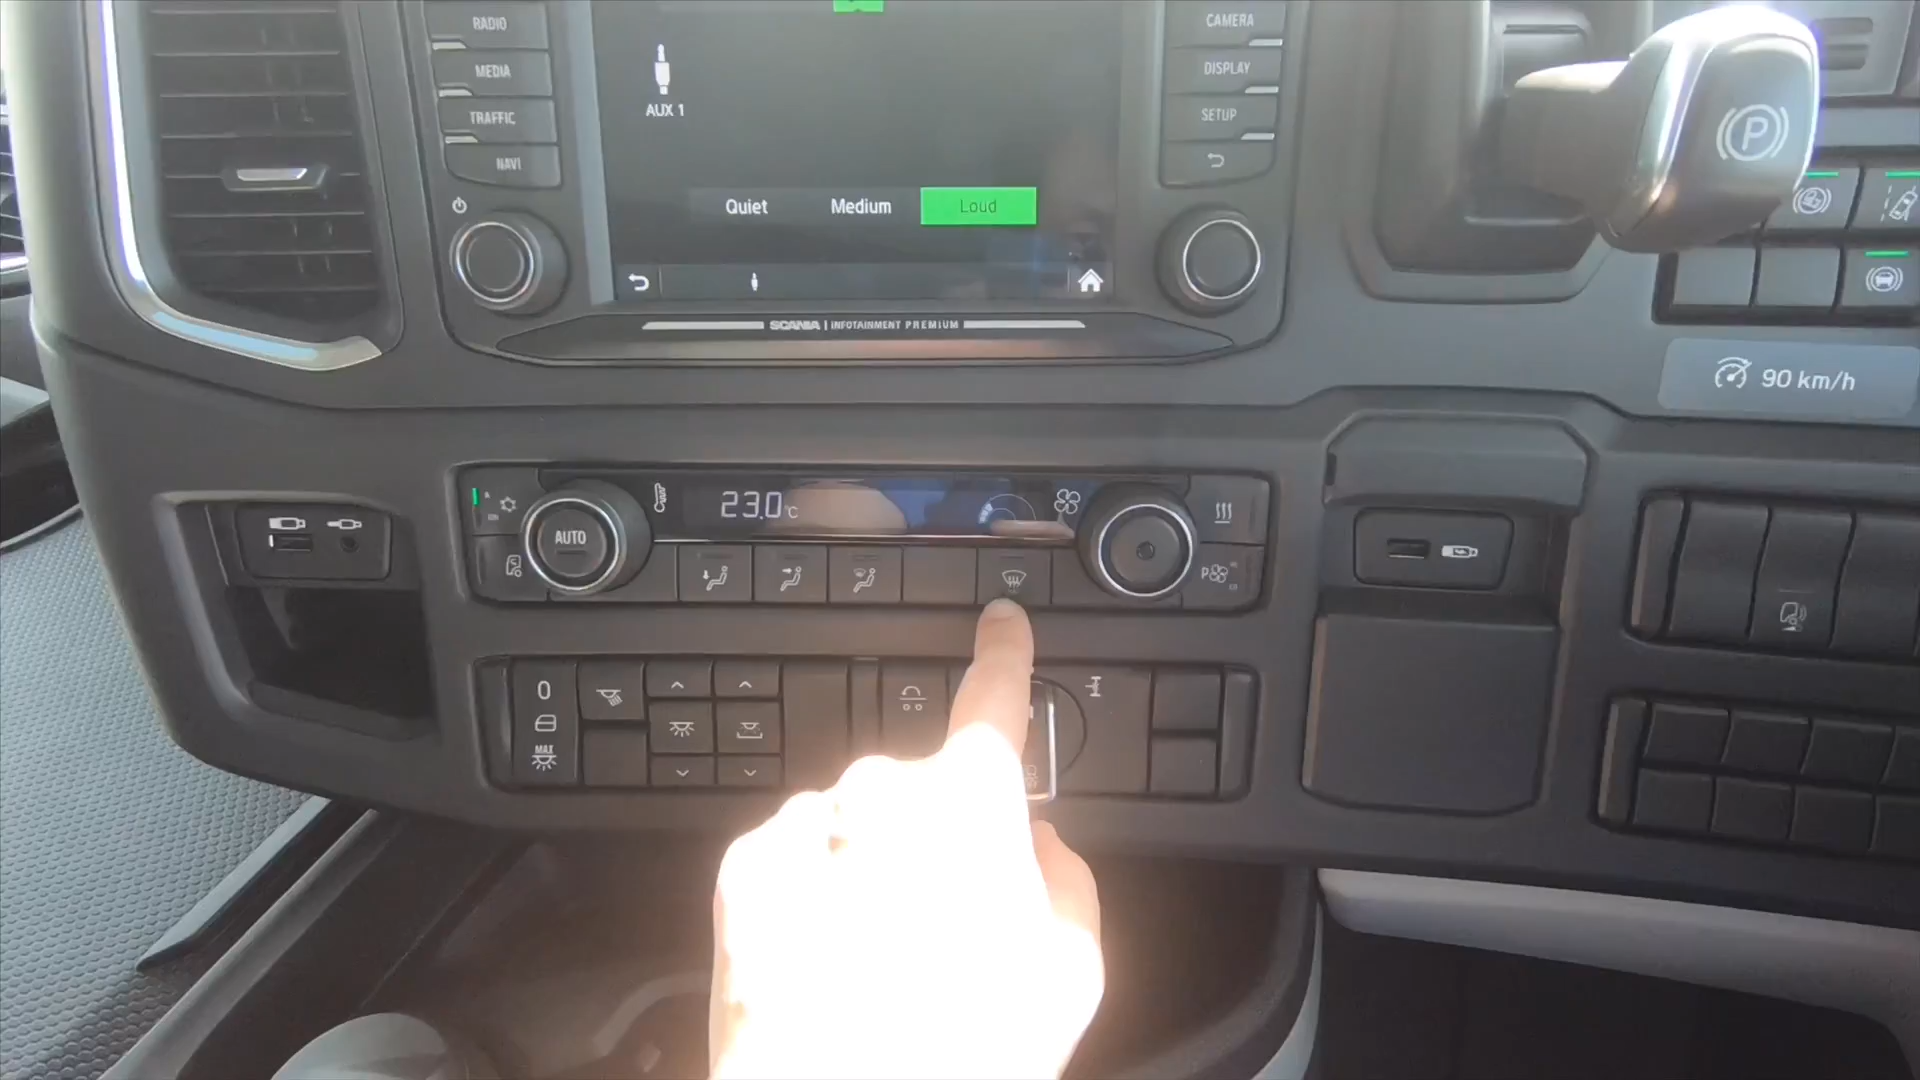 RADIO
MEDIA
TRAFFIC
NAVI
AUX 1
Quiet Medium Loud
SCANIA | INFOTAINMENT PREMIUM
CAMERA
DISPLAY
SETUP
P
90 km/h
AUTO
23.0°C
P
0
MAX